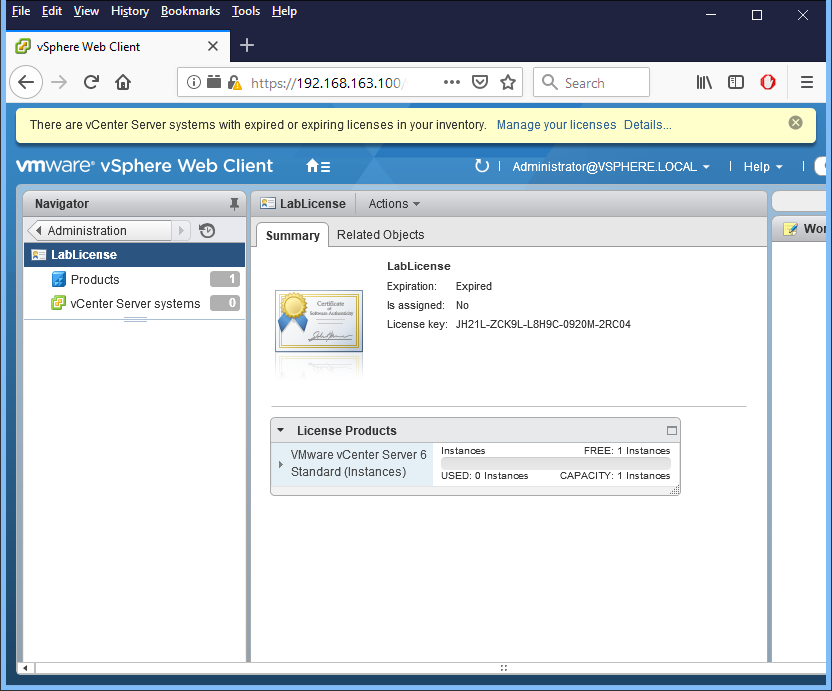 File Edit View History Bookmarks Tools Help
vSphere Web Client
https://192.168.163.100/
Search
There are vCenter Server systems with expired or expiring licenses in your inventory. Manage your licenses Details...
vmware® vSphere Web Client
Administrator@VSPHERE.LOCAL
Help
Navigator
Administration
LabLicense
Products 1
vCenter Server systems 0
LabLicense Actions
Summary Related Objects
Certificate
of
Software Authenticity
LabLicense
Expiration: Expired
Is assigned: No
License key: JH21L-ZCK9L-L8H9C-0920M-2RC04
License Products
VMware vCenter Server 6
Standard (Instances)
Instances FREE: 1 Instances
USED: 0 Instances CAPACITY: 1 Instances